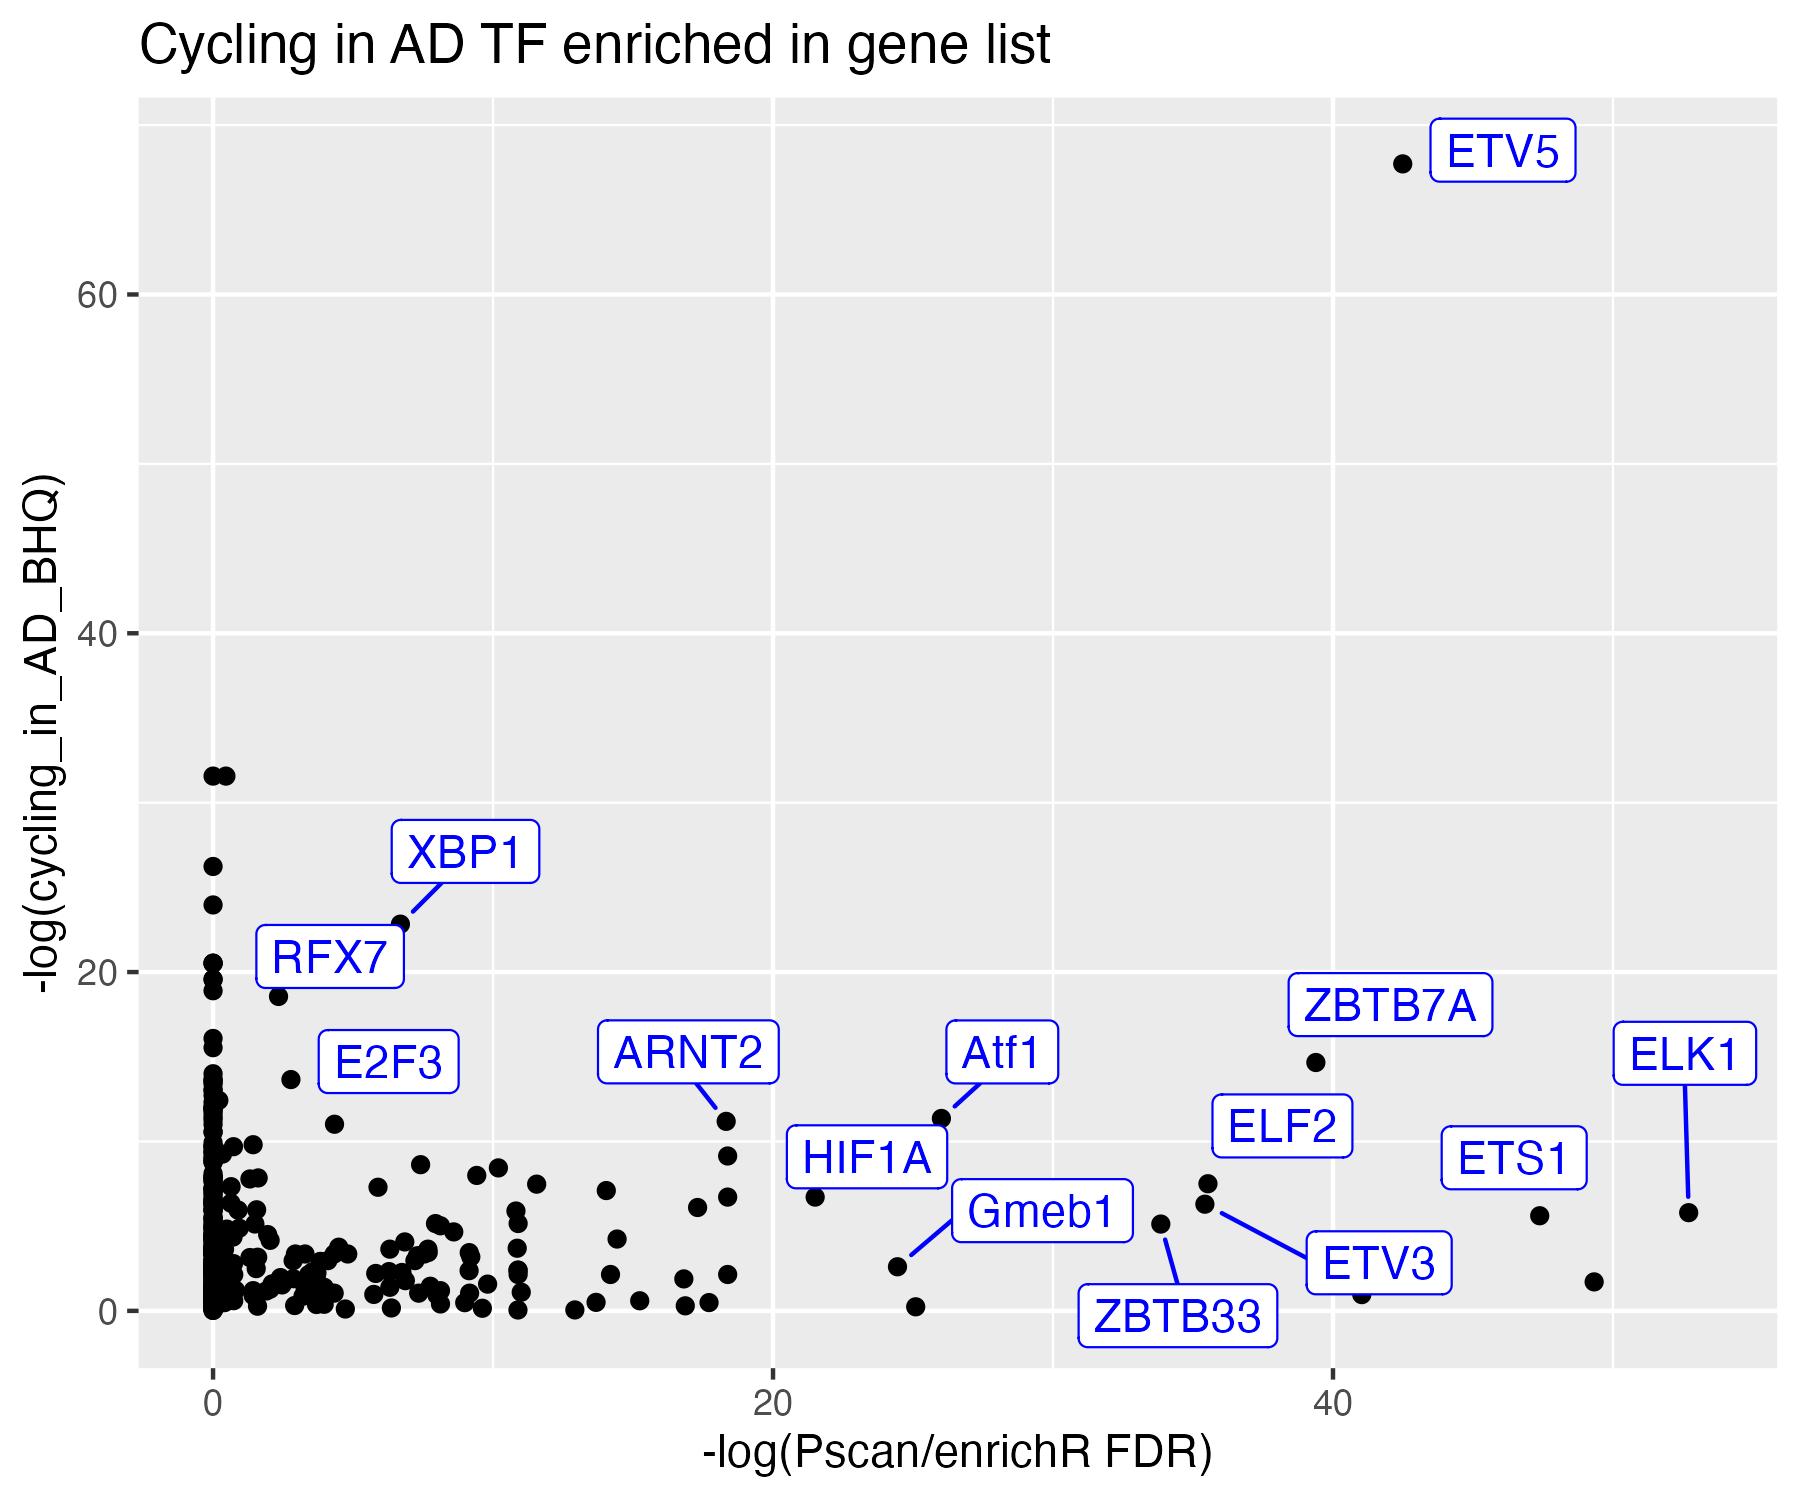 Cycling in AD TF enriched in gene list
ETV5
60
40
-log(cycling_in_AD_BHQ)
XBP1
RFX7
20
ZBTB7A
E2F3
ARNT2
Atf1
ELK1
ELF2
HIF1A
ETS1
Gmeb1
ETV3
ZBTB33
0
0
20
40
-log(Pscan/enrichR FDR)